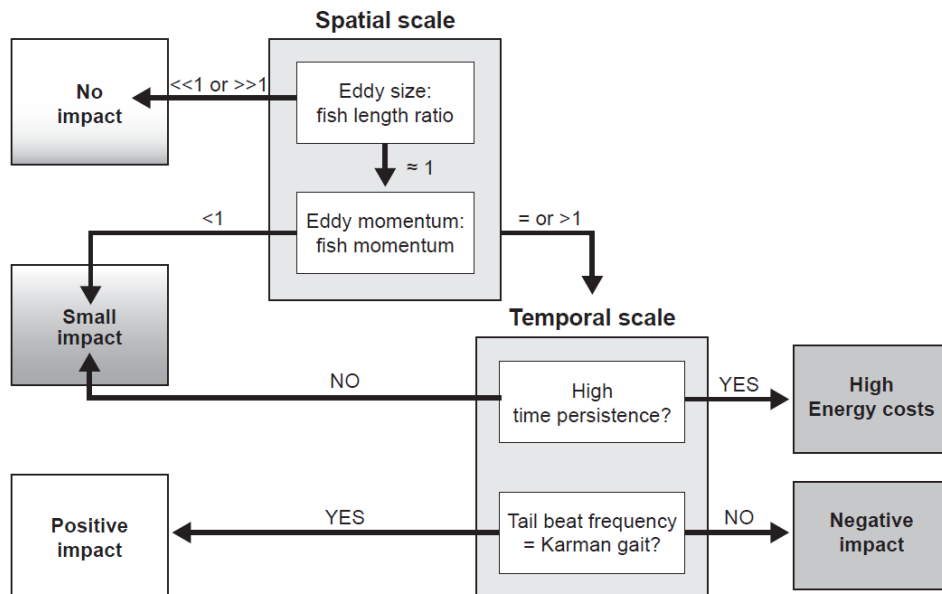 Spatial scale
No
impact
<<1 or >>1
Eddy size:
fish length ratio
≈ 1
<1
Eddy momentum:
fish momentum
= or >1
Small
impact
Temporal scale
NO
High
time persistence?
YES
High
Energy costs
Positive
impact
YES
Tail beat frequency
= Karman gait?
NO
Negative
impact